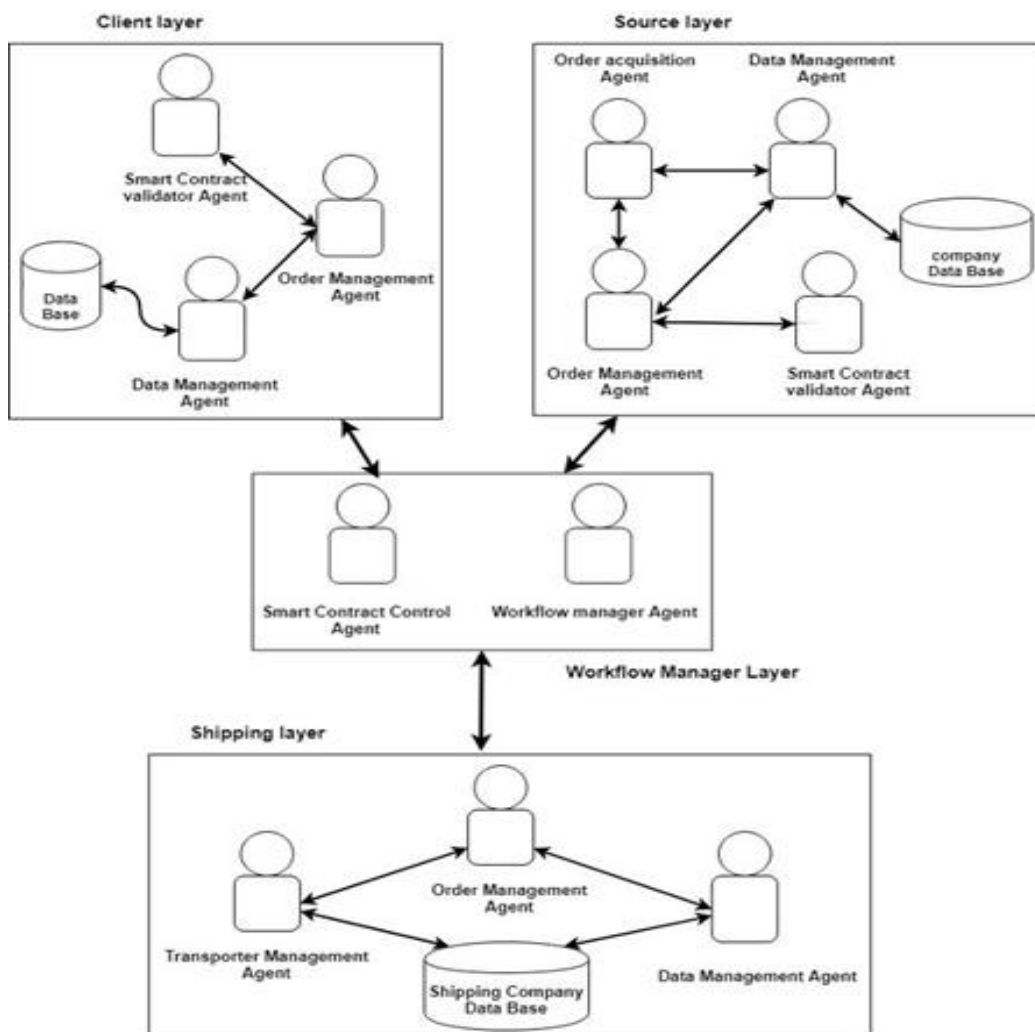 Client layer
Source layer
Smart Contract
validator Agent
Order Management
Agent
Data
Base
Data Management
Agent
Order acquisition
Agent
Data Management
Agent
company
Data Base
Order Management
Agent
Smart Contract
validator Agent
Smart Contract Control
Agent
Workflow manager Agent
Workflow Manager Layer
Shipping layer
Order Management
Agent
Transporter Management
Agent
Shipping Company
Data Base
Data Management Agent